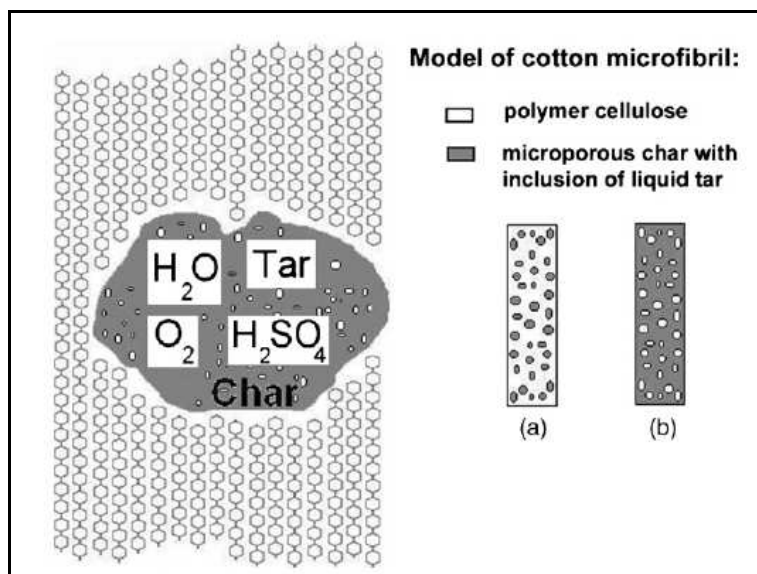 Model of cotton microfibril:
polymer cellulose
microporous char with
inclusion of liquid tar
H2O
Tar
O2
H2SO4
Char
(a)
(b)